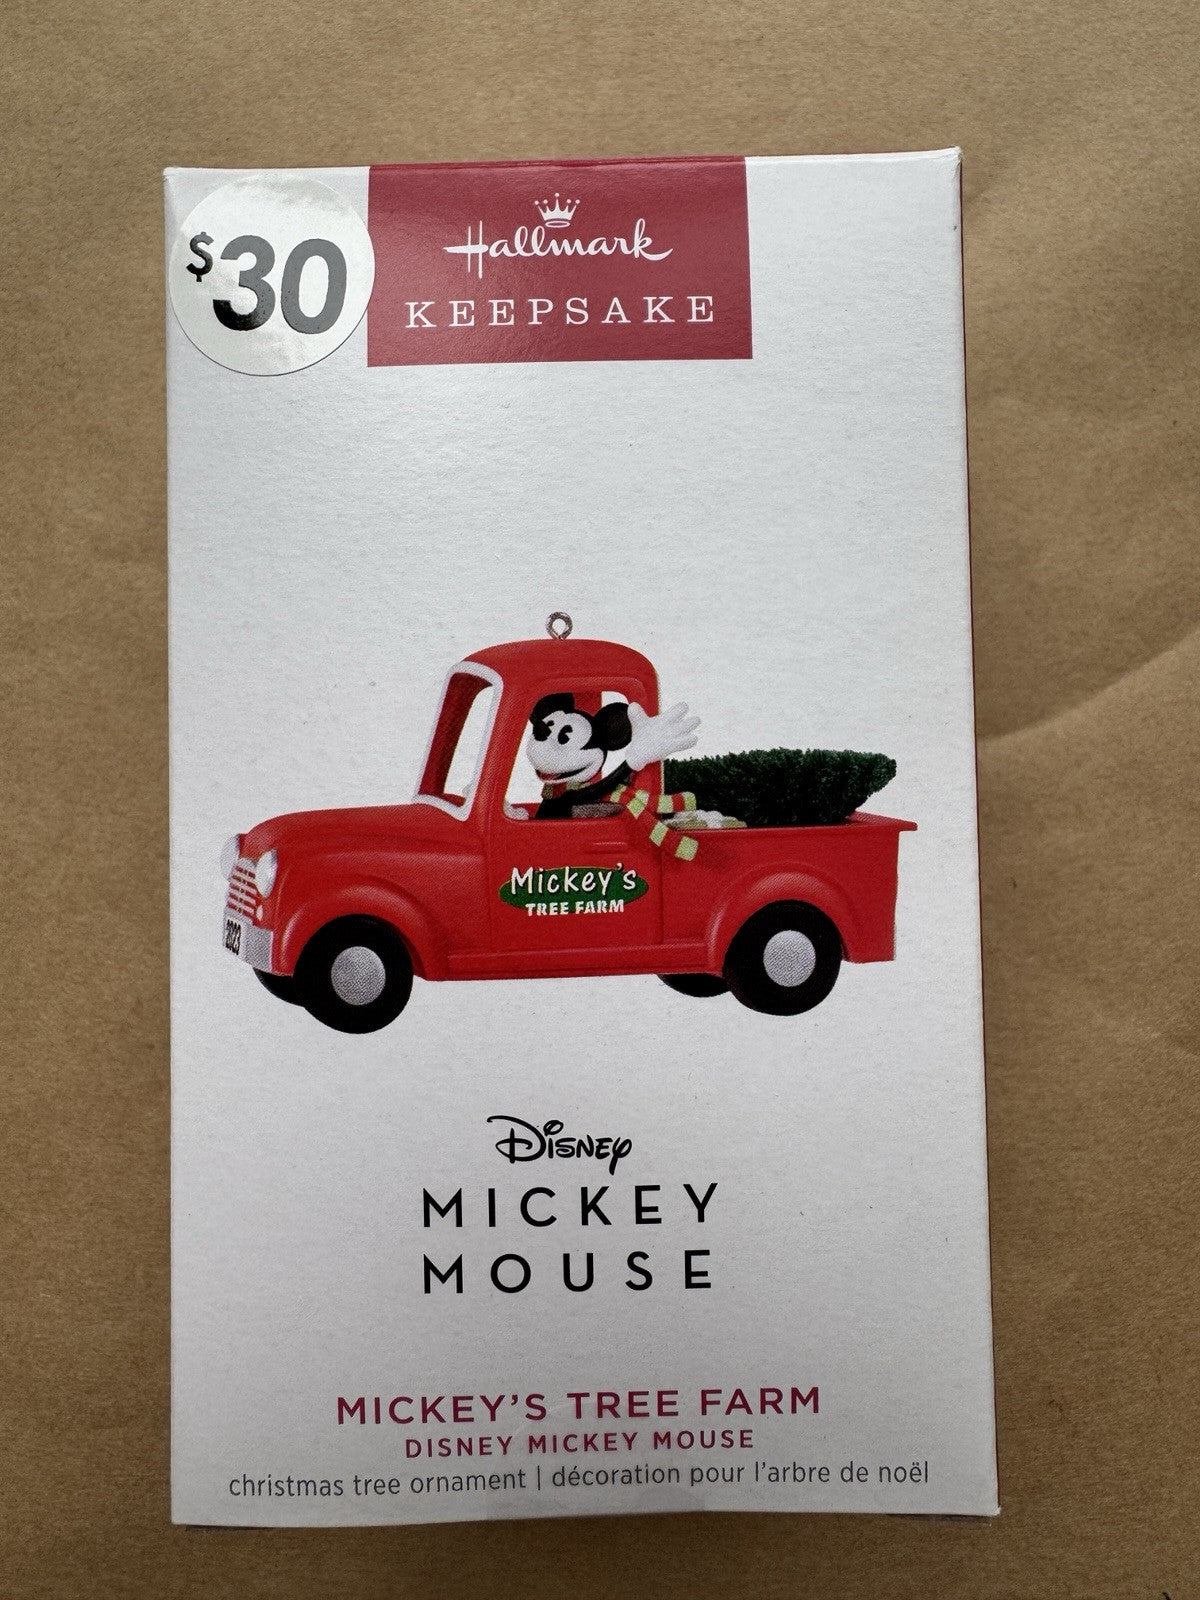 $30
Hallmark
KEEPSAKE
Mickey's
TREE FARM
2023
Disney
MICKEY
MOUSE
MICKEY'S TREE FARM
DISNEY MICKEY MOUSE
christmas tree ornament | décoration pour l'arbre de noël